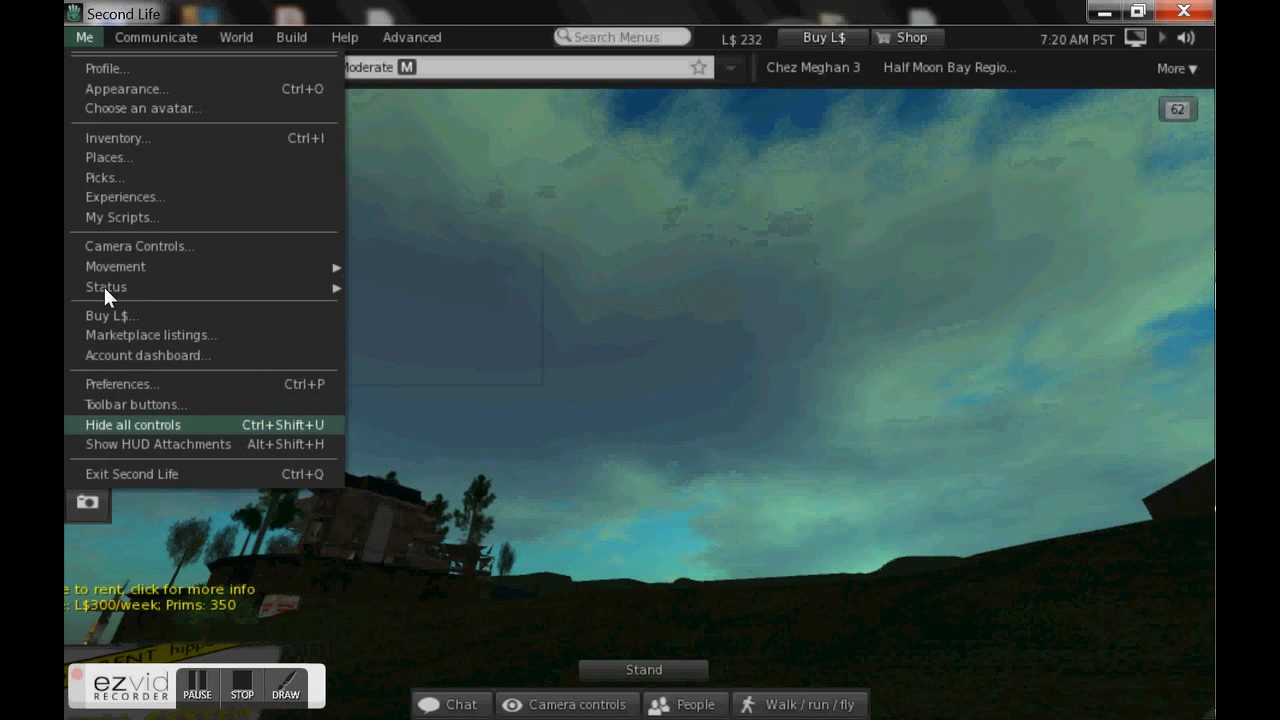 Second Life
Me Communicate World Build Help Advanced Search Menus L$ 232 Buy L$ Shop 7:20 AM PST
Moderate M Chez Meghan 3 Half Moon Bay Regio... More
62
Profile...
Appearance... Ctrl+O
Choose an avatar...
Inventory... Ctrl+I
Places...
Picks...
Experiences...
My Scripts...
Camera Controls...
Movement
Status
Buy L$...
Marketplace listings...
Account dashboard...
Preferences... Ctrl+P
Toolbar buttons...
Hide all controls Ctrl+Shift+U
Show HUD Attachments Alt+Shift+H
Exit Second Life Ctrl+Q
e to rent, click for more info
: L$300/week; Prims: 350
RENT hippo
ezvid
RECORDER
PAUSE STOP DRAW
Stand
Chat Camera controls People Walk / run / fly